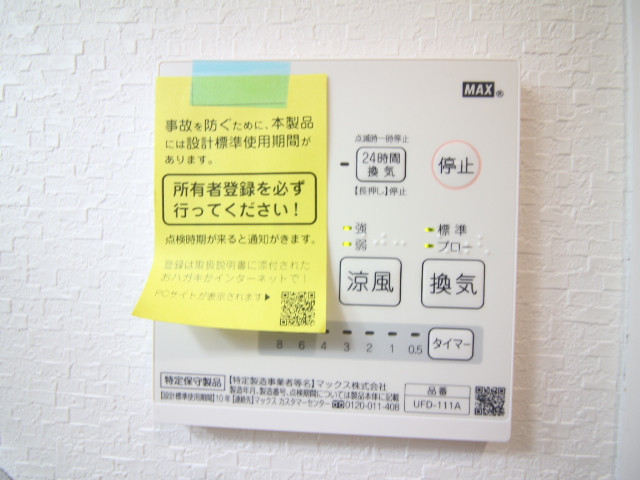 MAX®
事故を防ぐために、本製品
には設計標準使用期間が
あります。
所有者登録を必ず
行ってください！
点検時期が来ると通知がきます。
登録は取扱説明書に添付された
おハガキかインターネットで！
PCサイトが表示されます▶
点滅時一時停止
24時間
換気
【長押し】停止
停止
強
弱
標準
ブロー
涼風
換気
8 6 4 3 2 1 0.5
タイマー
特定保守製品
【特定製造事業者等名】マックス株式会社
製造年月、製造番号、点検期間については製品本体に記載
【設計標準使用期間】10年【連絡先】マックス カスタマーセンター 0120-011-408
品番
UFD-111A